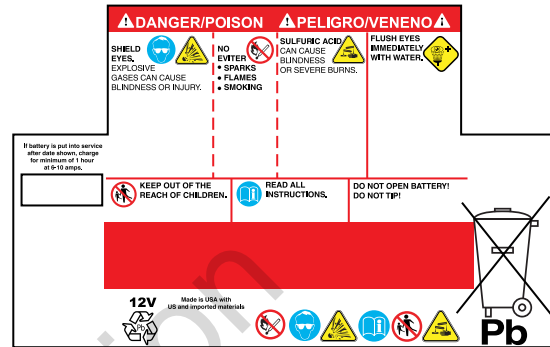 DANGER/POISON
PELIGRO/VENENO
SHIELD
EYES.
EXPLOSIVE
GASES CAN CAUSE
BLINDNESS OR INJURY.
NO
EVITER
• SPARKS
• FLAMES
• SMOKING
SULFURIC ACID
CAN CAUSE
BLINDNESS
OR SEVERE BURNS.
FLUSH EYES
IMMEDIATELY
WITH WATER.
If battery is put into service
after date shown, charge
for minimum of 1 hour
at 6-10 amps.
KEEP OUT OF THE
REACH OF CHILDREN.
READ ALL
INSTRUCTIONS.
DO NOT OPEN BATTERY!
DO NOT TIP!
12V
Pb
Made is USA with
US and imported materials
Pb